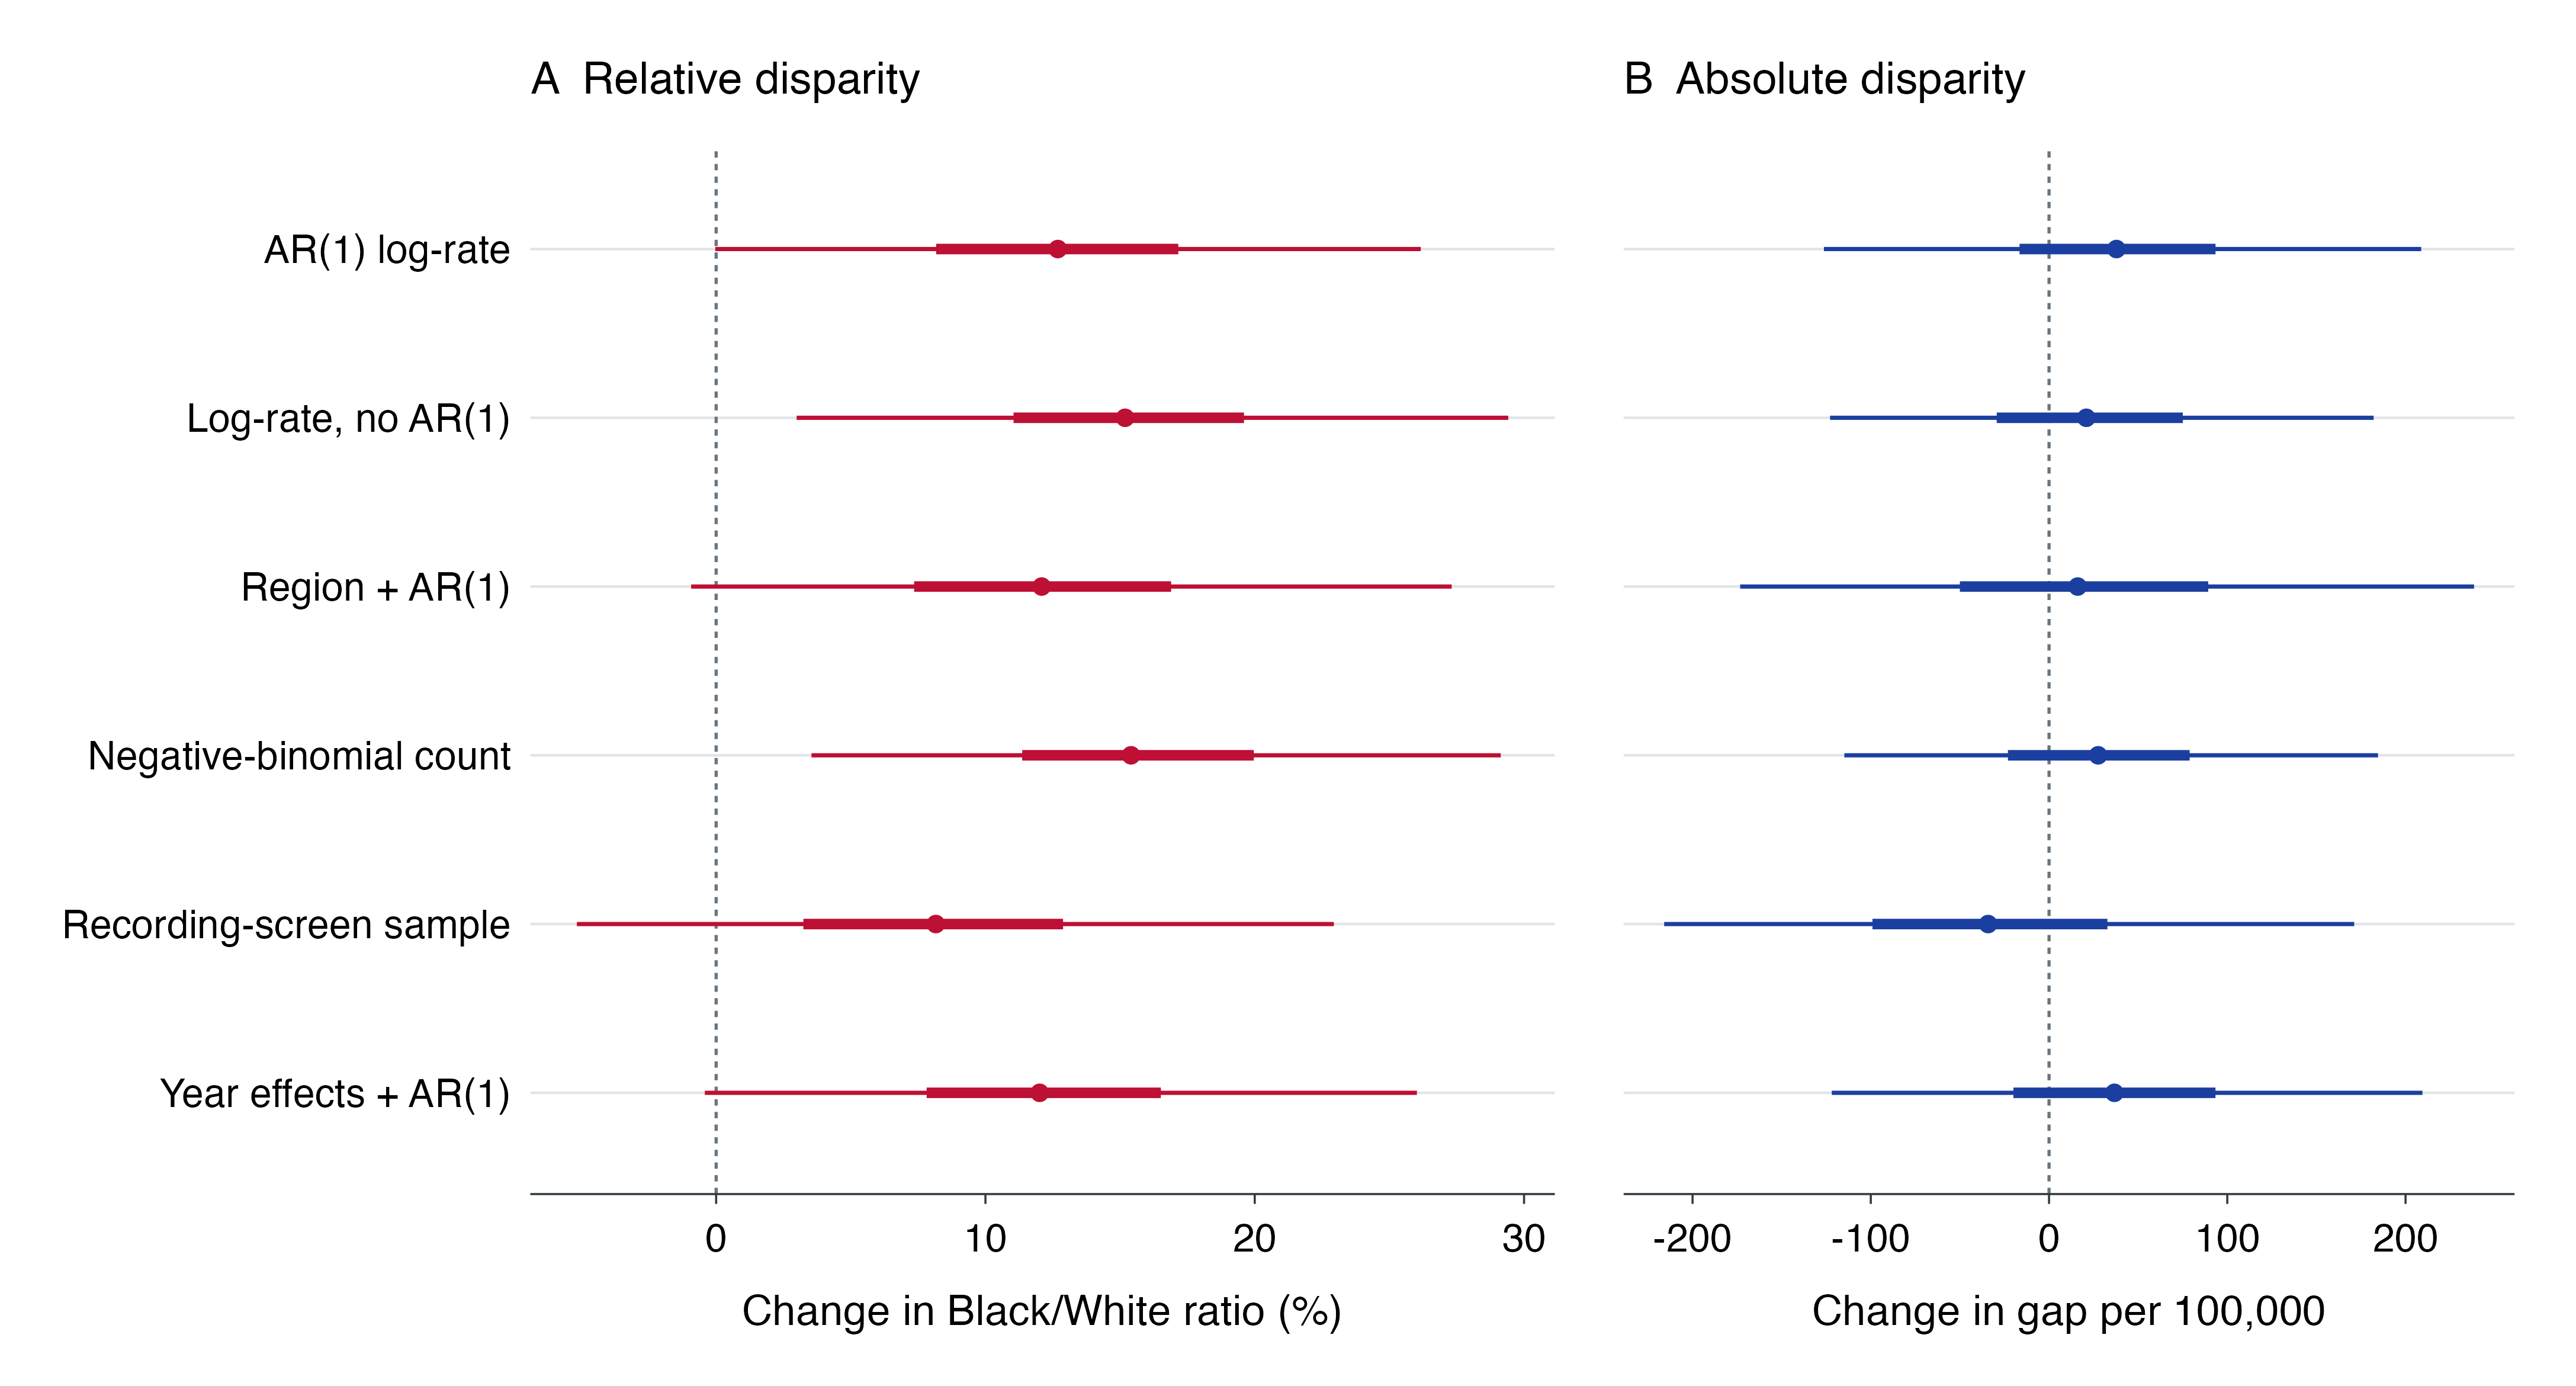 A Relative disparity
B Absolute disparity
AR(1) log-rate
Log-rate, no AR(1)
Region + AR(1)
Negative-binomial count
Recording-screen sample
Year effects + AR(1)
0 10 20 30
-200 -100 0 100 200
Change in Black/White ratio (%)
Change in gap per 100,000